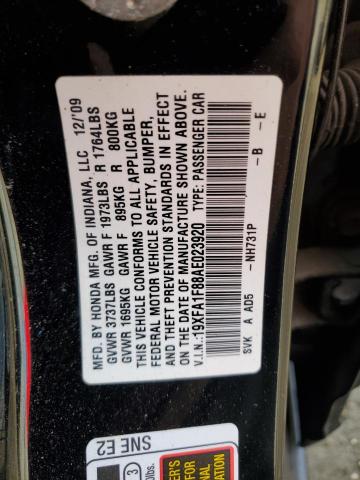 MFD. BY HONDA MFG. OF INDIANA, LLC 12/'09
GVWR 3737LBS GAWR F 1973LBS R 1764LBS
GVWR 1695KG GAWR F 895KG R 800KG
THIS VEHICLE CONFORMS TO ALL APPLICABLE
FEDERAL MOTOR VEHICLE SAFETY, BUMPER,
AND THEFT PREVENTION STANDARDS IN EFFECT
ON THE DATE OF MANUFACTURE SHOWN ABOVE.
V.I.N.:19XFA1F88AE023920 TYPE: PASSENGER CAR
-NH731P -B -E
SVK A AD5
SNE E2
3
0lbs.